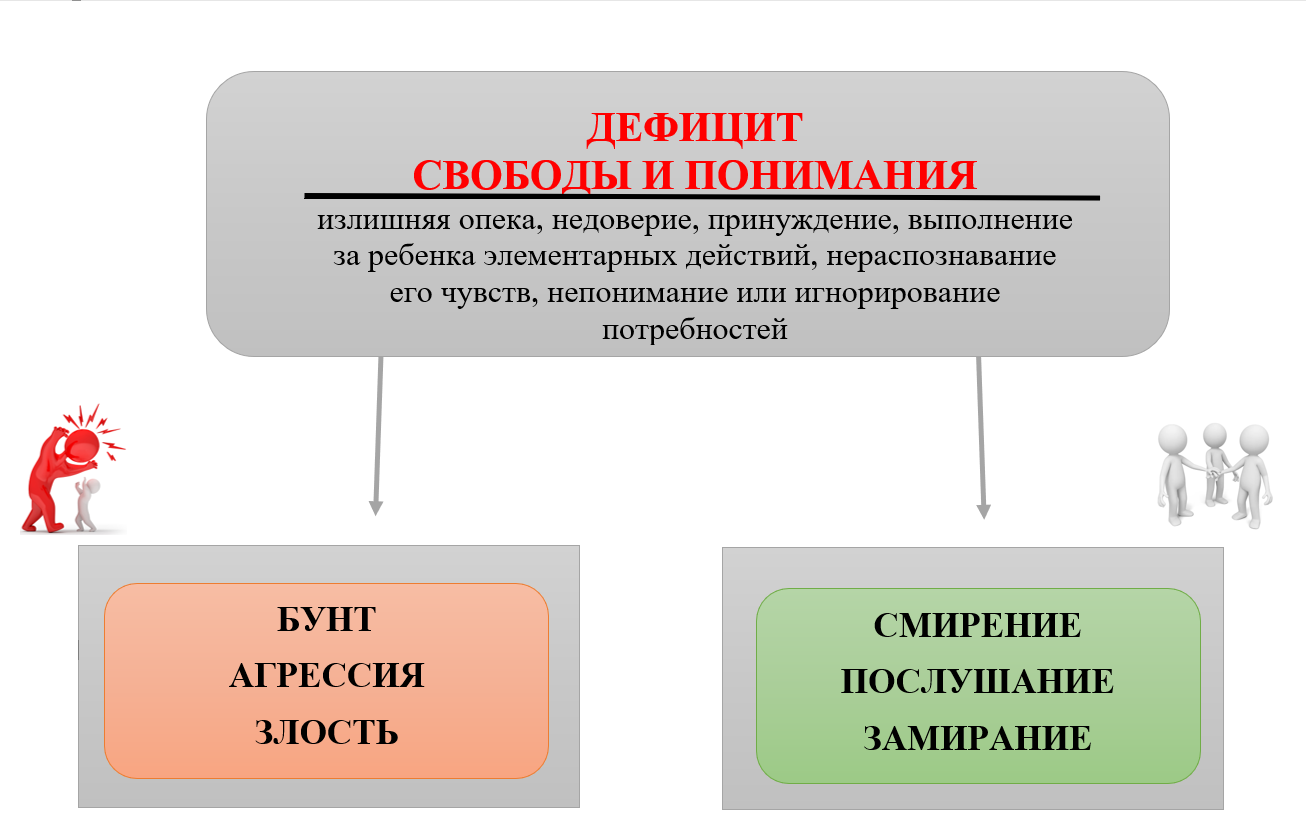 ДЕФИЦИТ
СВОБОДЫ И ПОНИМАНИЯ
излишняя опека, недоверие, принуждение, выполнение
за ребенка элементарных действий, нераспознавание
его чувств, непонимание или игнорирование
потребностей
БУНТ
АГРЕССИЯ
ЗЛОСТЬ
СМИРЕНИЕ
ПОСЛУШАНИЕ
ЗАМИРАНИЕ